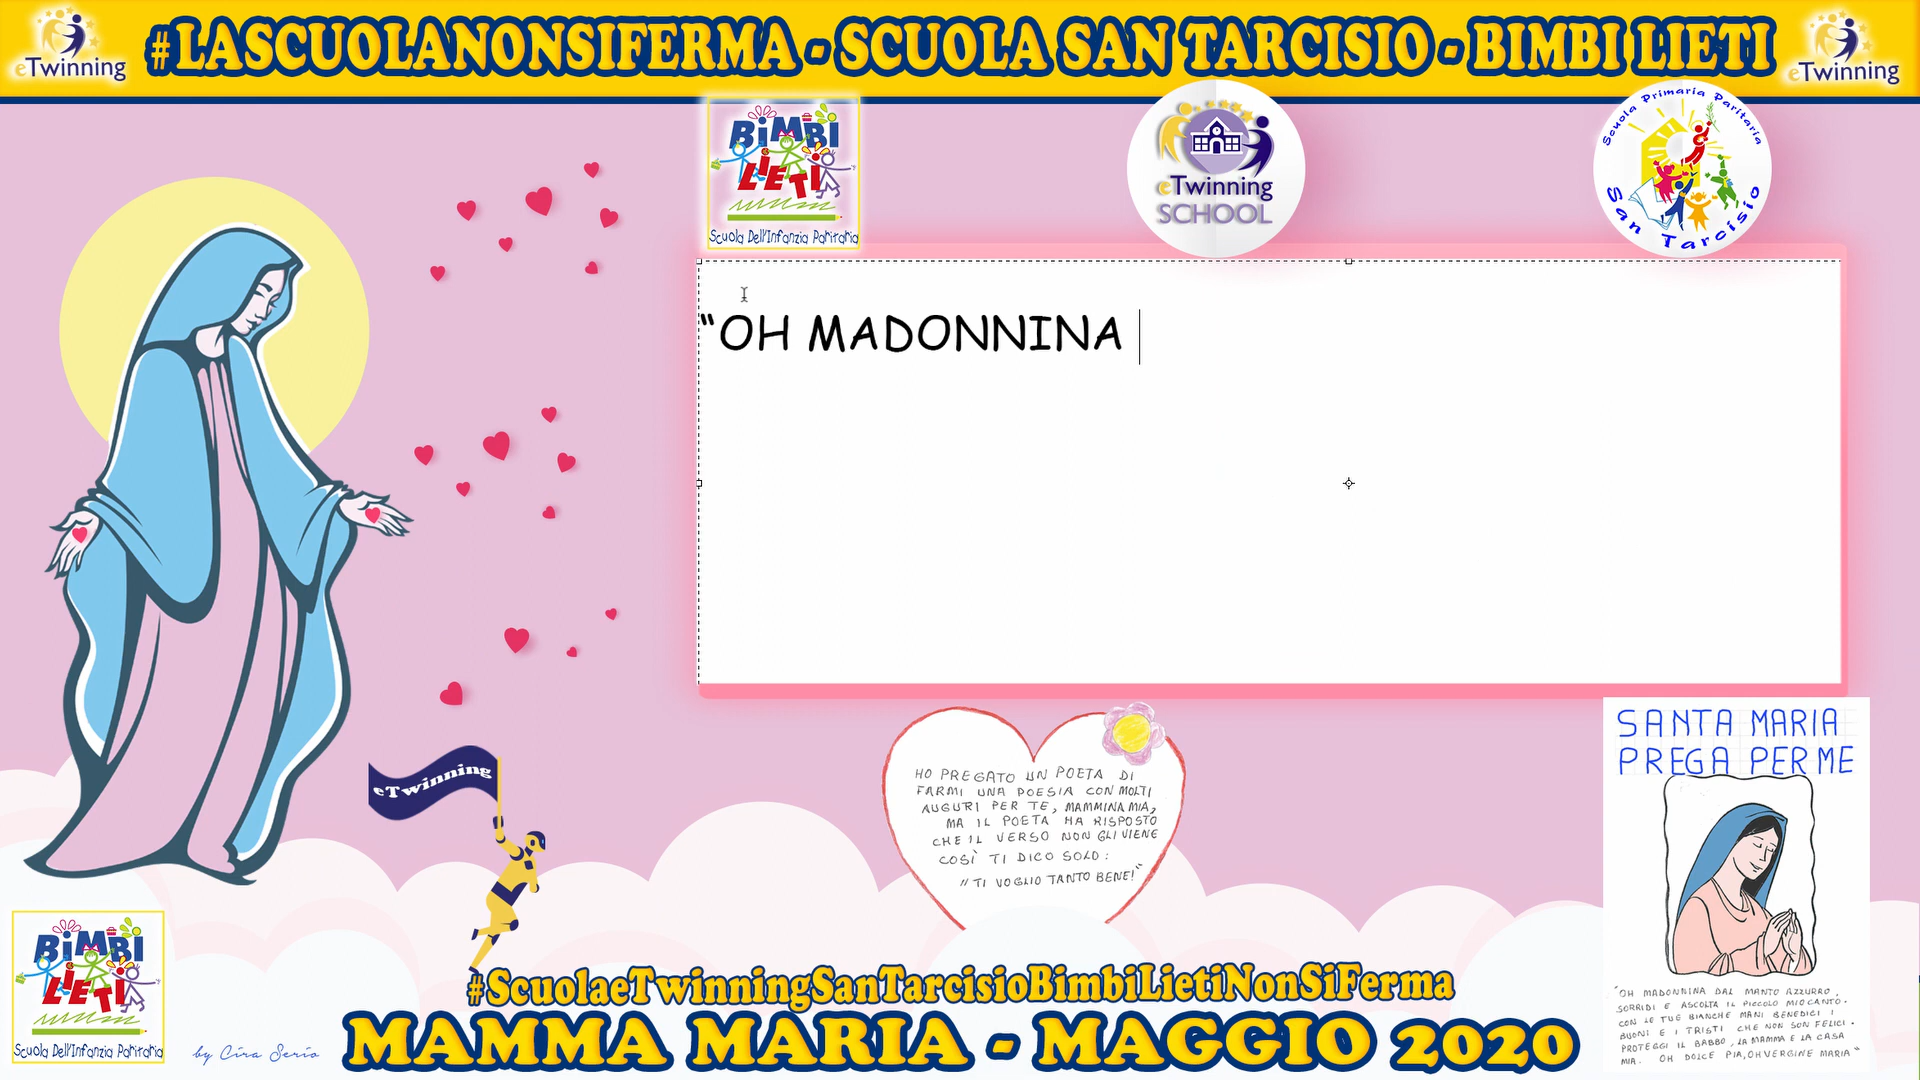 #LASCUOLANONSIFERMA - SCUOLA SAN TARCISIO - BIMBI LIETI
eTwinning
eTwinning
BiMBI
LIETI
Scuola Dell'Infanzia Paritaria
eTwinning
SCHOOL
Scuola Primaria Paritaria
San Tarcisio
“OH MADONNINA
eTwinning
HO PREGATO UN POETA DI
FARMI UNA POESIA CON MOLTI
AUGURI PER TE, MAMMINA MIA,
MA IL POETA HA RISPOSTO
CHE IL VERSO NON GLI VIENE
COSÌ TI DICO SOLO:
"TI VOGLIO TANTO BENE!"
SANTA MARIA
PREGA PER ME
"OH MADONNINA DAL MANTO AZZURRO,
SORRIDI E ASCOLTA IL PICCOLO MIO CANTO.
CON LE TUE BIANCHE MANI BENEDICI I
BUONI E I TRISTI CHE NON SON FELICI.
PROTEGGI IL BABBO, LA MAMMA E LA CASA
MIA. OH DOLCE PIA, OH VERGINE MARIA"
BiMBI
LIETI
Scuola Dell'Infanzia Paritaria
by Cira Serio
#ScuolaeTwinningSanTarcisioBimbiLietiNonSiFerma
MAMMA MARIA - MAGGIO 2020